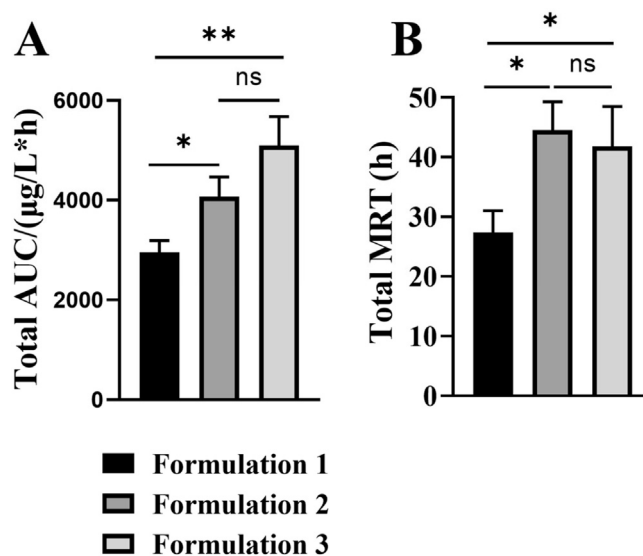 A
Total AUC/(μg/L*h)
6000
4000
2000
0
**
ns
*
B
Total MRT (h)
50
40
30
20
10
0
*
*
ns
Formulation 1
Formulation 2
Formulation 3